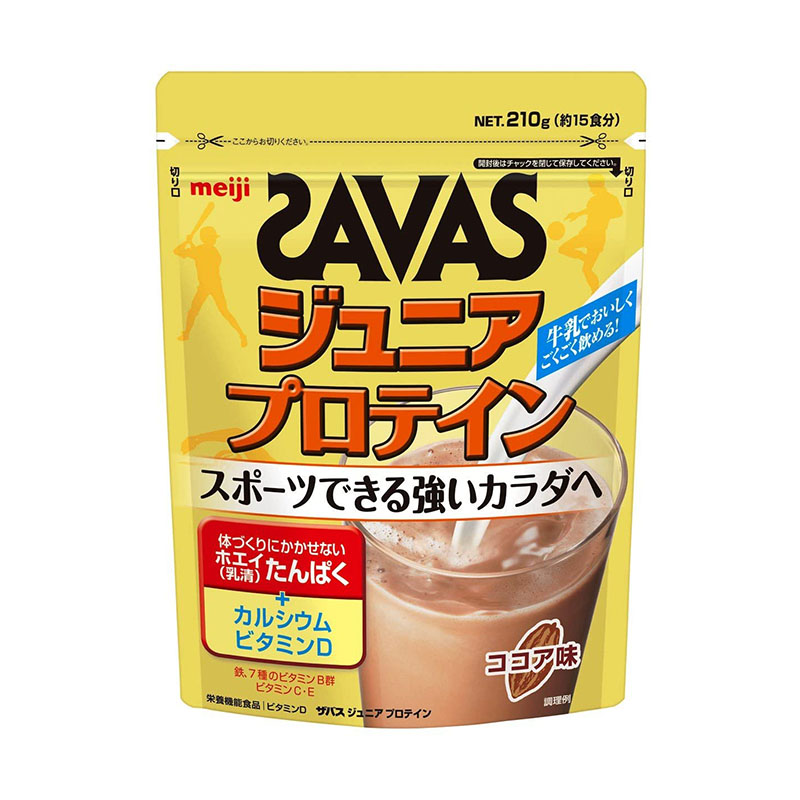 NET.210g(約15食分)
ここからお切りください。
開封後はチャックを閉じて保存してください。
切り口
切り口
meiji
SAVAS
ジュニア
プロテイン
牛乳でおいしく
ごくごく飲める!
スポーツできる強いカラダへ
体づくりにかかせない
ホエイ(乳清)たんぱく
+
カルシウム
ビタミンD
鉄、7種のビタミンB群
ビタミンC・E
ココア味
調理例
栄養機能食品|ビタミンD ザバス ジュニア プロテイン